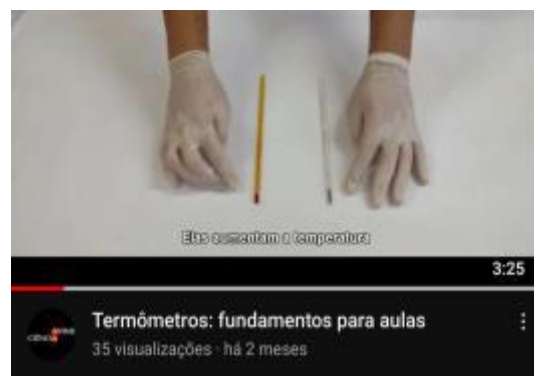 Elas aumentam a temperatura
3:25
Termômetros: fundamentos para aulas
35 visualizações · há 2 meses